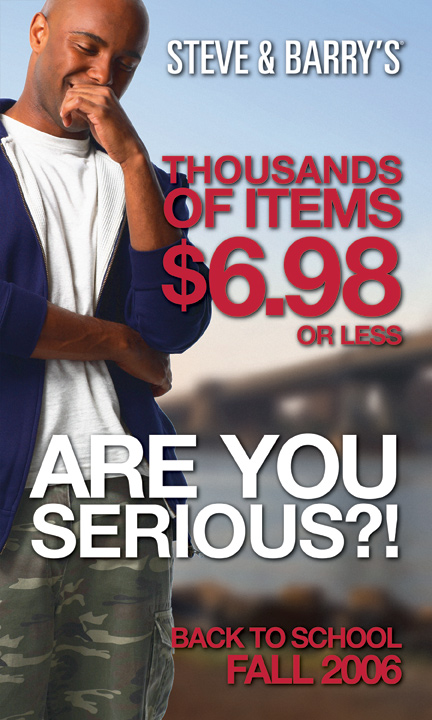 STEVE & BARRY'S
THOUSANDS
OF ITEMS
$6.98
OR LESS
ARE YOU
SERIOUS?!
BACK TO SCHOOL
FALL 2006